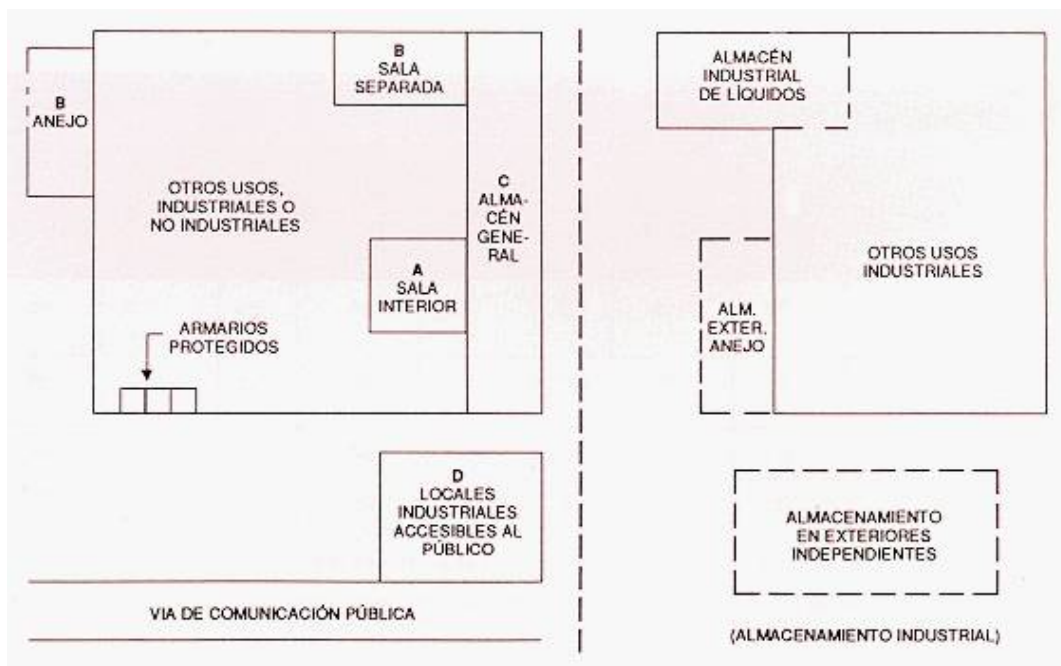 B
ANEJO
B
SALA
SEPARADA
OTROS USOS,
INDUSTRIALES O
NO INDUSTRIALES
C
ALMA-
CÉN
GENE-
RAL
A
SALA
INTERIOR
ARMARIOS
PROTEGIDOS
D
LOCALES
INDUSTRIALES
ACCESIBLES AL
PÚBLICO
VIA DE COMUNICACIÓN PÚBLICA
ALMACÉN
INDUSTRIAL
DE LÍQUIDOS
OTROS USOS
INDUSTRIALES
ALM.
EXTER.
ANEJO
ALMACENAMIENTO
EN EXTERIORES
INDEPENDIENTES
(ALMACENAMIENTO INDUSTRIAL)